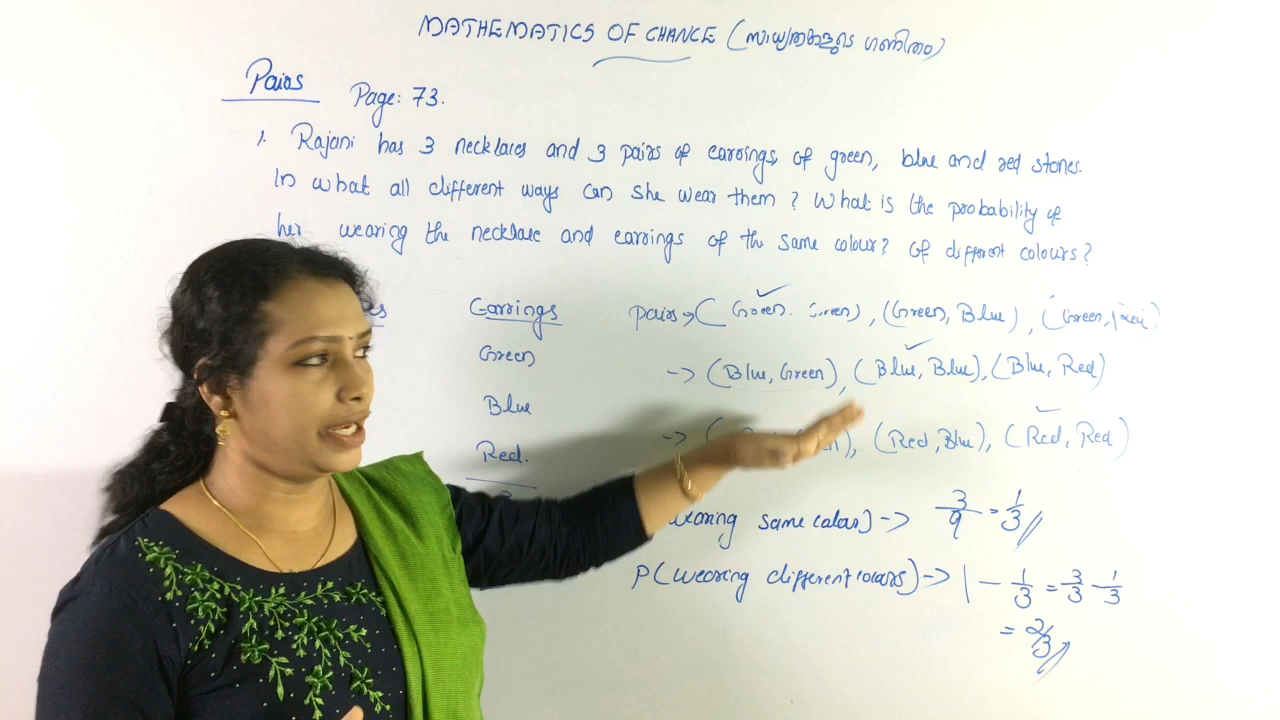 MATHEMATICS OF CHANCE (സാധ്യതകളുടെ ഗണിതം)
Pairs Page: 73.
1. Rajani has 3 necklaces and 3 pairs of earrings of green, blue and red stones.
In what all different ways can she wear them ? What is the probability of
her wearing the necklace and earrings of the same colour? Of different colours?
Earrings
Green
Blue
Red.
pairs → (Green, Green), (Green, Blue), (Green, Red)
→ (Blue, Green), (Blue, Blue), (Blue, Red)
→ (Red, Blue), (Red, Red)
wearing same colour) → 3/9 = 1/3
P(wearing different colours) → 1 - 1/3 = 3/3 - 1/3
= 2/3